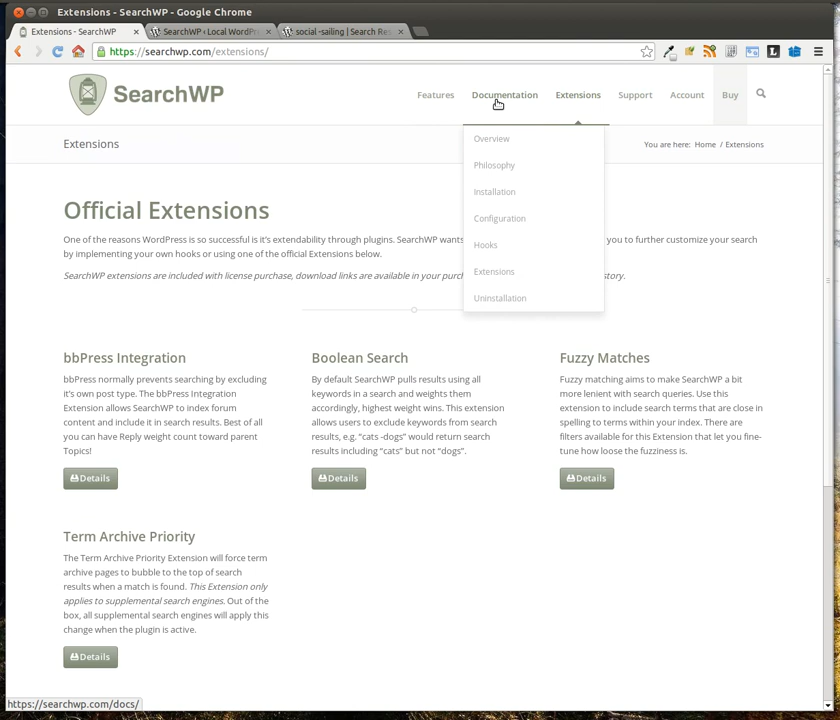 Extensions - SearchWP - Google Chrome
Extensions - SearchWP
SearchWP ‹ Local WordPr
social -sailing | Search Re
https://searchwp.com/extensions/
SearchWP
Features
Documentation
Extensions
Support
Account
Buy
Extensions
You are here: Home / Extensions
Overview
Philosophy
Installation
Configuration
Hooks
Extensions
Uninstallation
Official Extensions
One of the reasons WordPress is so successful is it's extendability through plugins. SearchWP wants you to further customize your search
by implementing your own hooks or using one of the official Extensions below.
SearchWP extensions are included with license purchase, download links are available in your purc story.
bbPress Integration
bbPress normally prevents searching by excluding
it's own post type. The bbPress Integration
Extension allows SearchWP to index forum
content and include it in search results. Best of all
you can have Reply weight count toward parent
Topics!
Details
Boolean Search
By default SearchWP pulls results using all
keywords in a search and weights them
accordingly, highest weight wins. This extension
allows users to exclude keywords from search
results, e.g. “cats -dogs” would return search
results including “cats” but not “dogs”.
Details
Fuzzy Matches
Fuzzy matching aims to make SearchWP a bit
more lenient with search queries. Use this
extension to include search terms that are close in
spelling to terms within your index. There are
filters available for this Extension that let you fine-
tune how loose the fuzziness is.
Details
Term Archive Priority
The Term Archive Priority Extension will force term
archive pages to bubble to the top of search
results when a match is found. This Extension only
applies to supplemental search engines. Out of the
box, all supplemental search engines will apply this
change when the plugin is active.
Details
https://searchwp.com/docs/